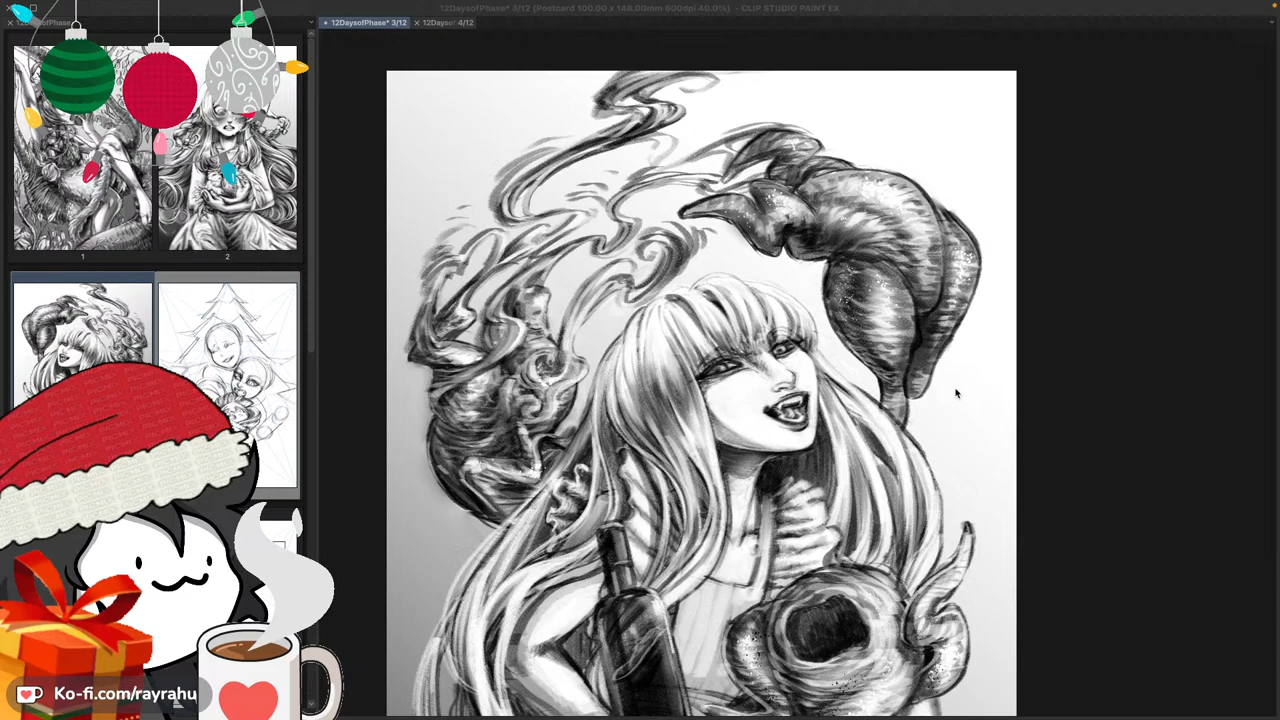 12DaysofPhase* 3/12 (Postcard 100.00 x 148.00mm 600dpi 40.0%) - CLIP STUDIO PAINT EX
12DaysofPhase
12DaysofPhase* 3/12
12Daysof 4/12
1
2
Ko-fi.com/rayrahu